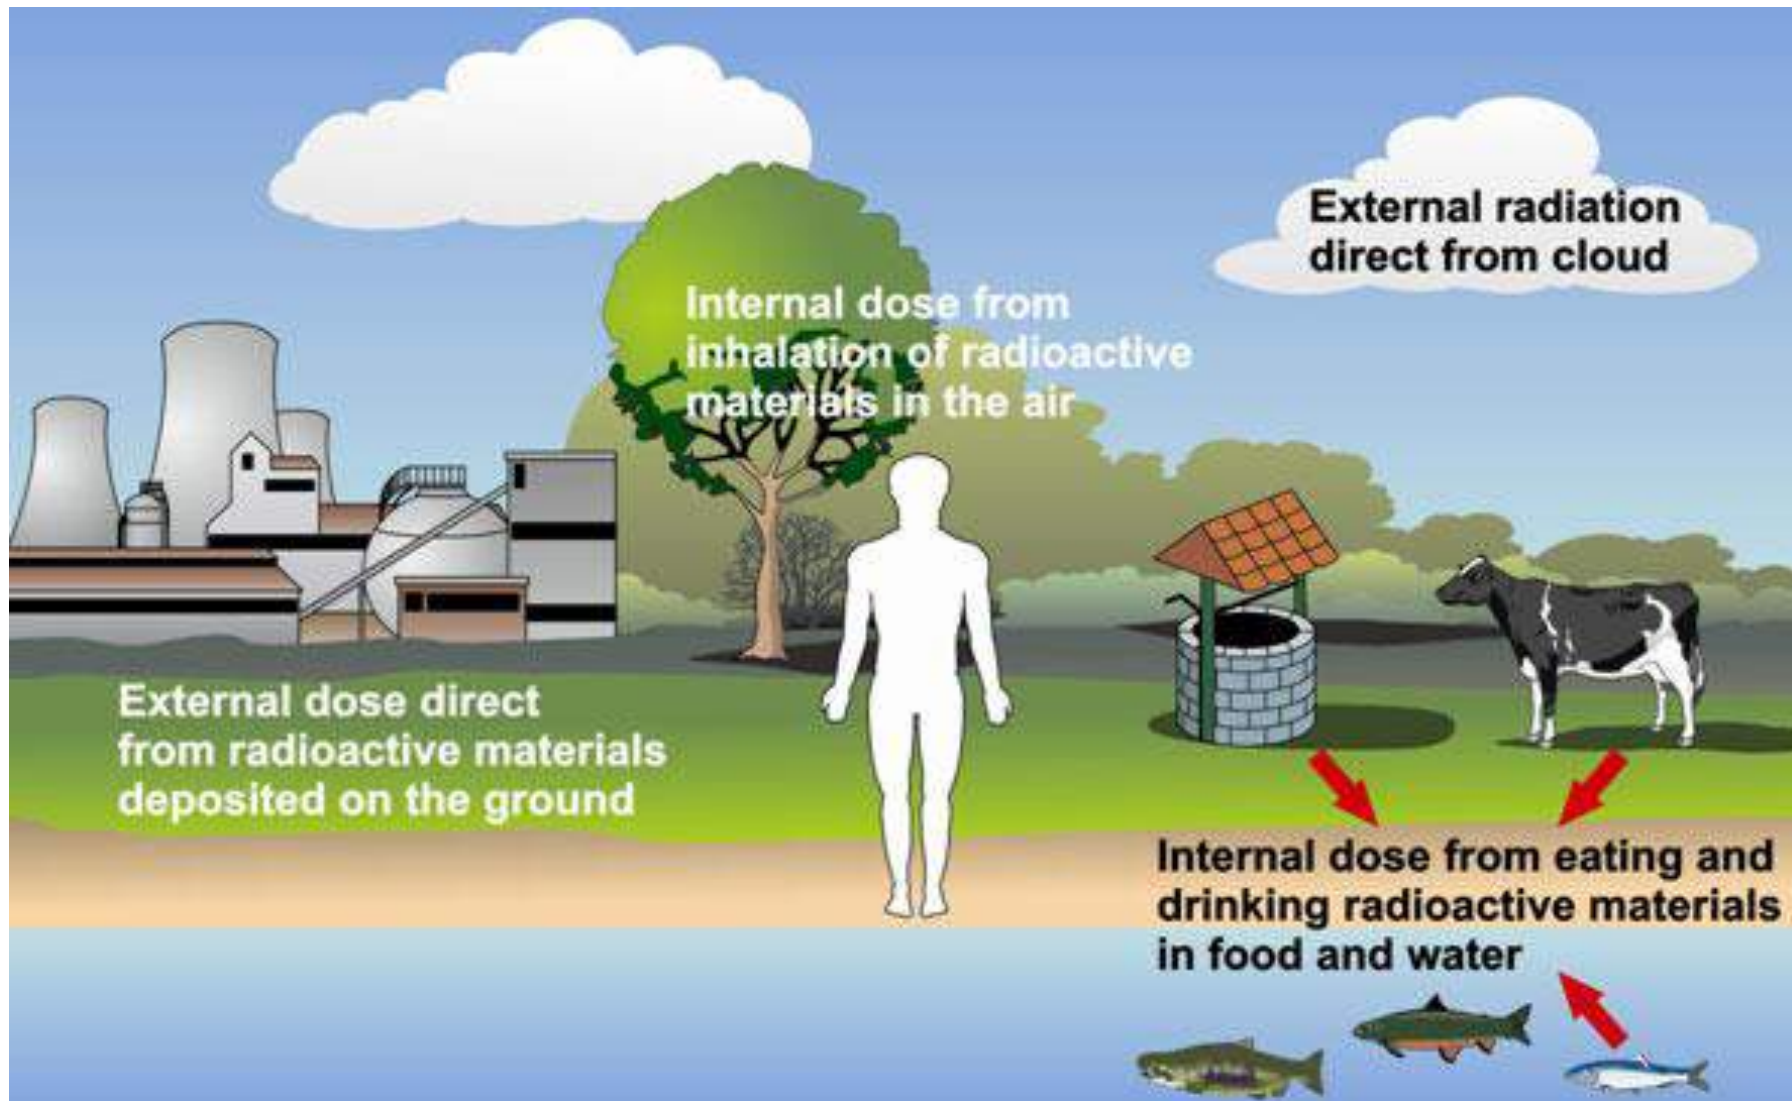 External radiation
direct from cloud
Internal dose from
inhalation of radioactive
materials in the air
External dose direct
from radioactive materials
deposited on the ground
Internal dose from eating and
drinking radioactive materials
in food and water